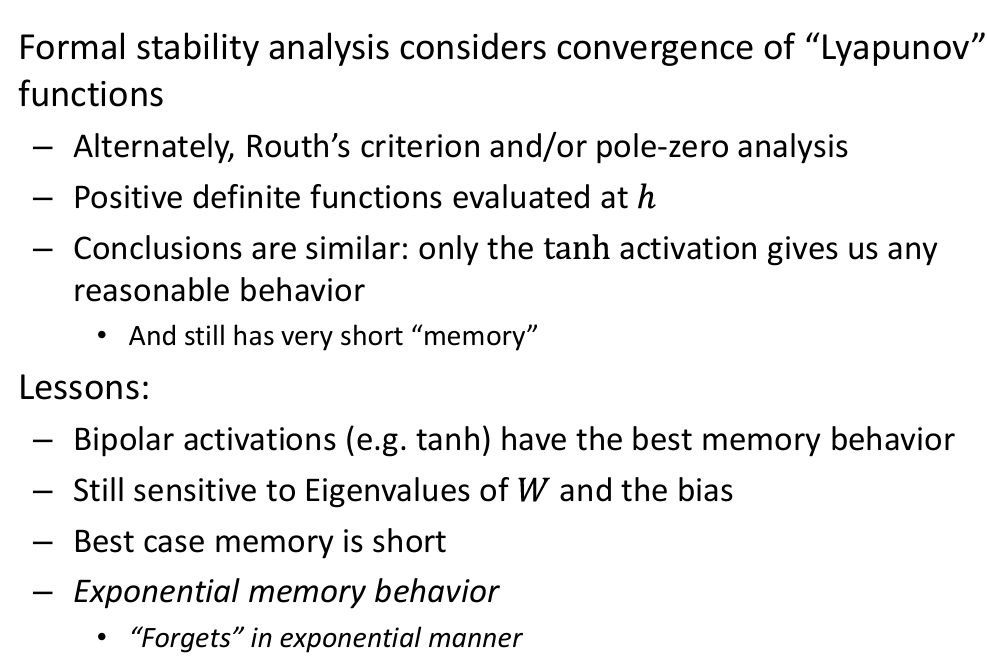 Formal stability analysis considers convergence of “Lyapunov”
functions
– Alternately, Routh’s criterion and/or pole-zero analysis
– Positive definite functions evaluated at h
– Conclusions are similar: only the tanh activation gives us any
reasonable behavior
• And still has very short “memory”
Lessons:
– Bipolar activations (e.g. tanh) have the best memory behavior
– Still sensitive to Eigenvalues of W and the bias
– Best case memory is short
– Exponential memory behavior
• “Forgets” in exponential manner